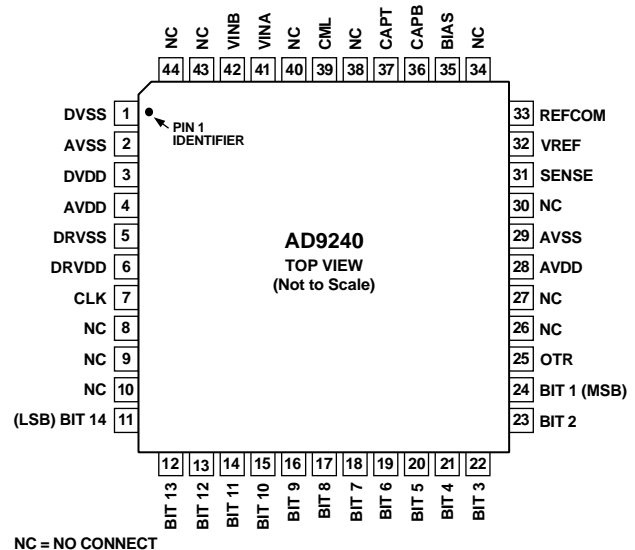 NC NC VINB VINA NC CML NC CAPT CAPB BIAS NC
44 43 42 41 40 39 38 37 36 35 34
DVSS 1
AVSS 2
DVDD 3
AVDD 4
DRVSS 5
DRVDD 6
CLK 7
NC 8
NC 9
NC 10
(LSB) BIT 14 11
PIN 1
IDENTIFIER
AD9240
TOP VIEW
(Not to Scale)
33 REFCOM
32 VREF
31 SENSE
30 NC
29 AVSS
28 AVDD
27 NC
26 NC
25 OTR
24 BIT 1 (MSB)
23 BIT 2
12 13 14 15 16 17 18 19 20 21 22
BIT 13 BIT 12 BIT 11 BIT 10 BIT 9 BIT 8 BIT 7 BIT 6 BIT 5 BIT 4 BIT 3
NC = NO CONNECT